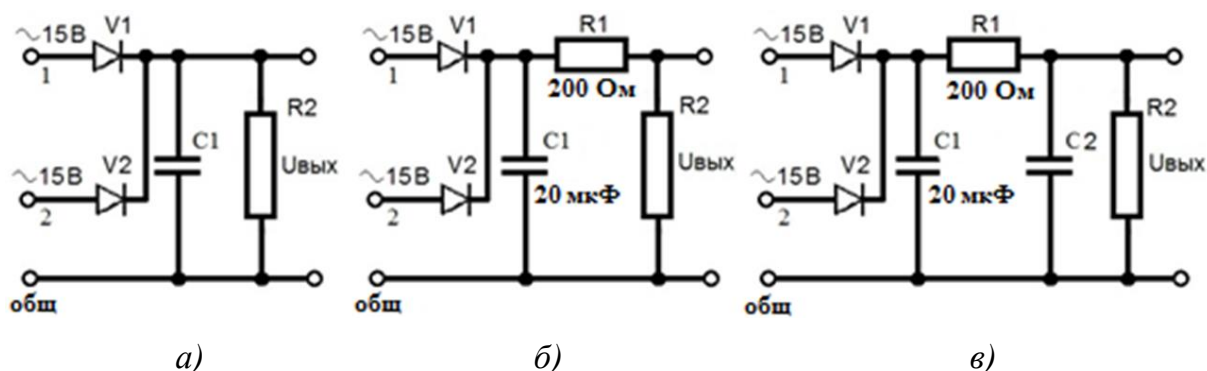 ~15В V1
1
V2
C1
R2
Uвых
~15В
2
общ
а)
~15В V1
1
R1
200 Ом
V2
C1
R2
Uвых
~15В
20 мкФ
2
общ
б)
~15В V1
1
R1
200 Ом
V2
C1
C2
R2
Uвых
~15В
20 мкФ
2
общ
в)